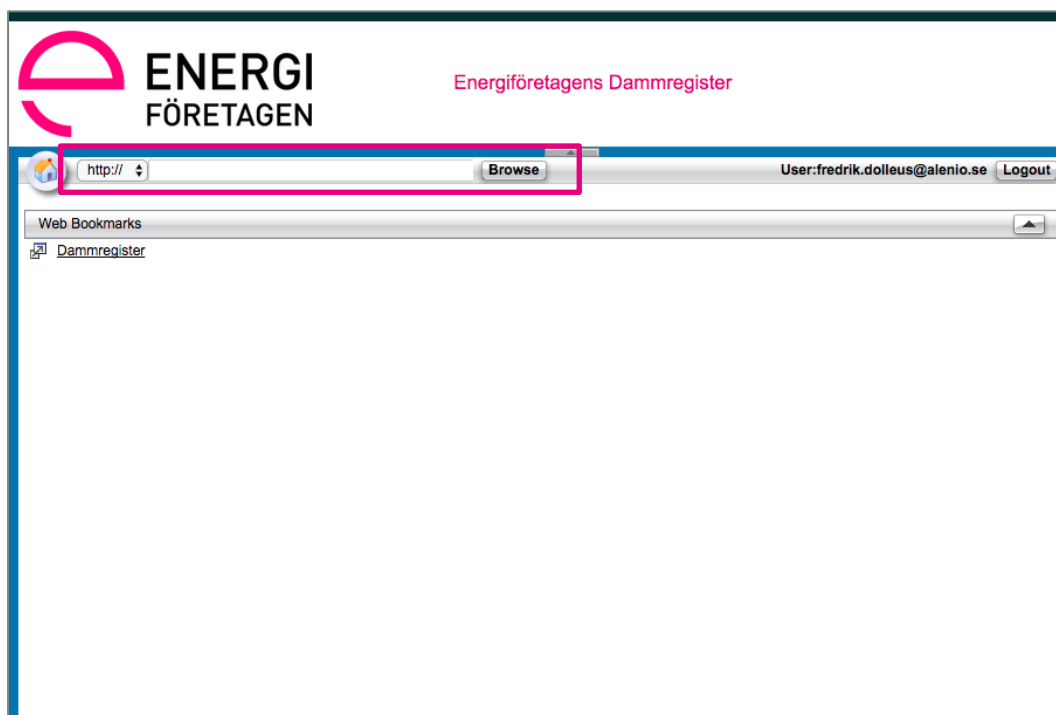 ENERGI
FÖRETAGEN
Energiföretagens Dammregister
http:// Browse User:fredrik.dolleus@alenio.se Logout
Web Bookmarks
Dammregister